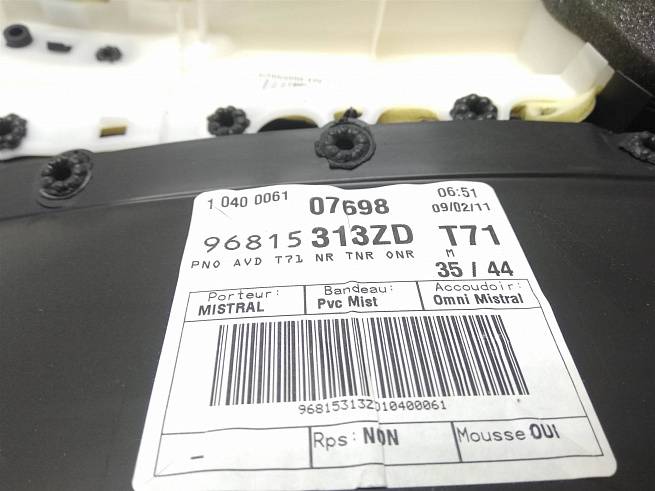 1 040 0061 07698 06:51
09/02/11
96815 313ZD T71
PNO AVD T71 NR TNR ONR M
35 / 44
Porteur: Bandeau: Accoudoir:
MISTRAL Pvc Mist Omni Mistral
96815313ZD10400061
– Rps: NON Mousse OUI